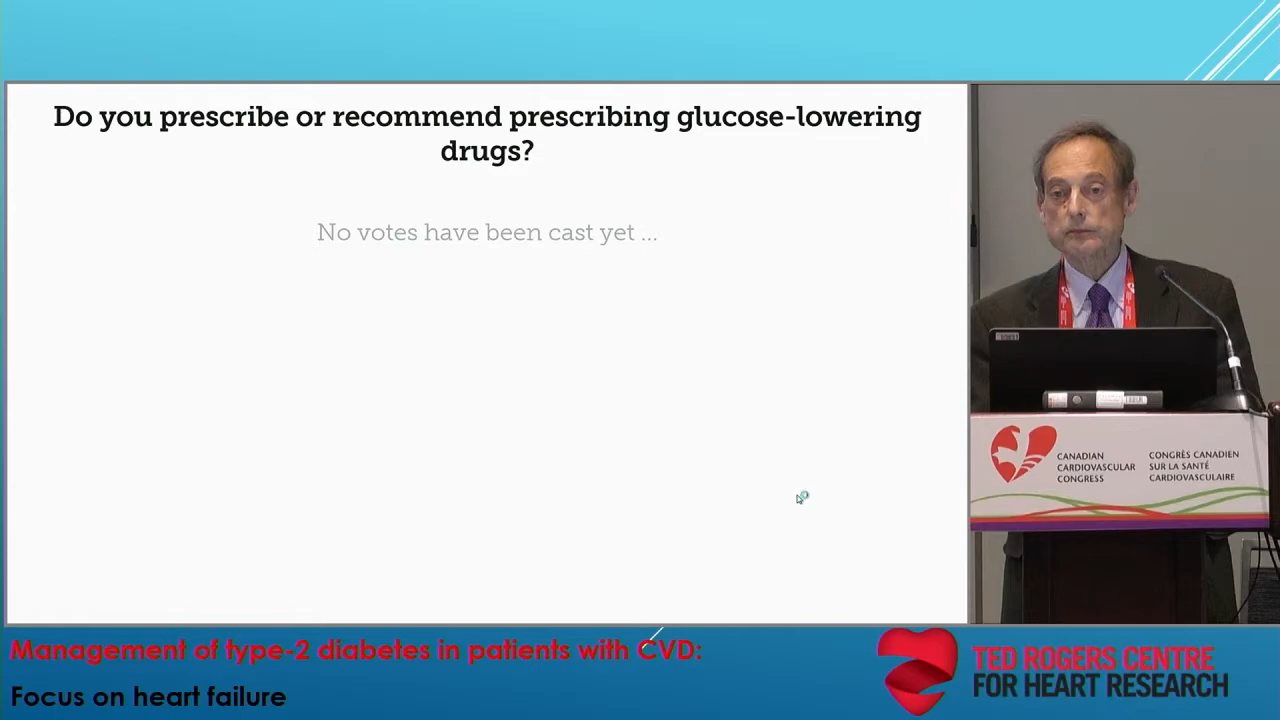 Do you prescribe or recommend prescribing glucose-lowering
drugs?
No votes have been cast yet ...
CANADIAN
CARDIOVASCULAR
CONGRESS
CONGRÈS CANADIEN
SUR LA SANTÉ
CARDIOVASCULAIRE
Management of type-2 diabetes in patients with CVD:
Focus on heart failure
TED ROGERS CENTRE
FOR HEART RESEARCH